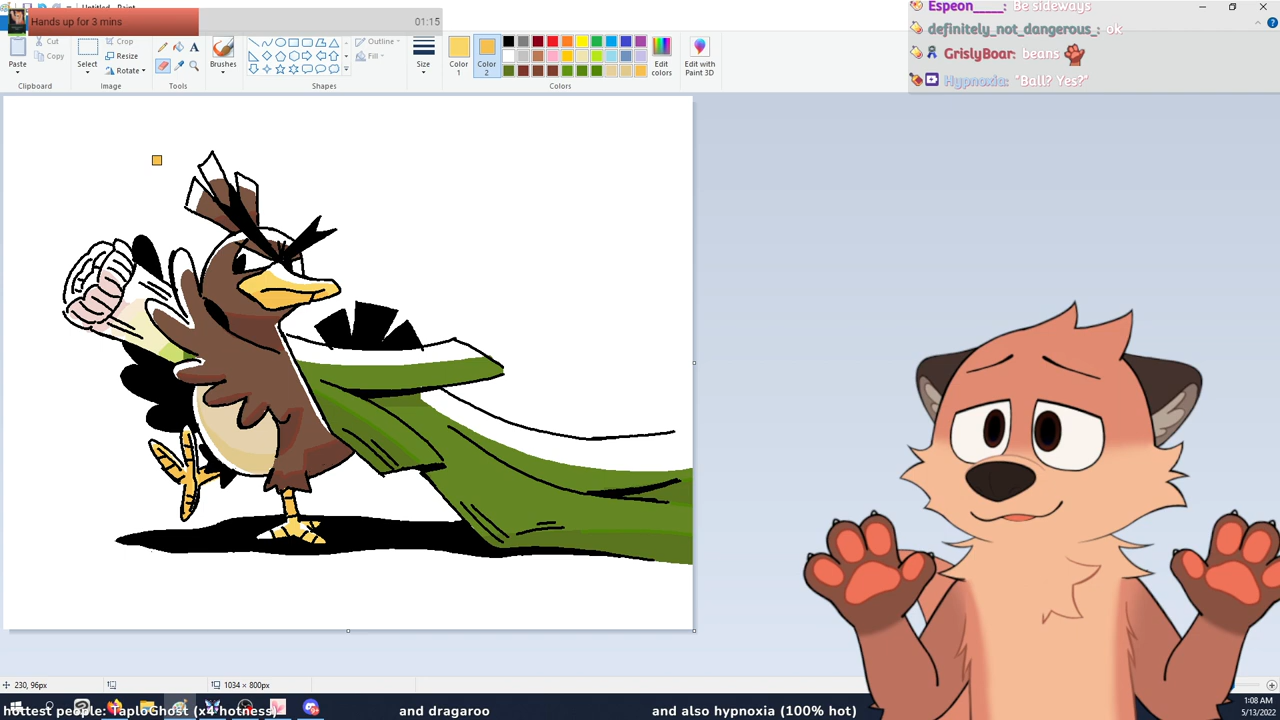 Untitled - Paint
Hands up for 3 mins
01:15
Paste
Cut
Copy
Clipboard
Select
Crop
Resize
Rotate
Image
A
Tools
Brushes
Outline
Fill
Shapes
Size
Color
1
Color
2
Edit
colors
Colors
Edit with
Paint 3D
Espeon____: Be sideways
definitely_not_dangerous_: ok
GrislyBoar: beans
Hypnoxia: "Ball? Yes?"
230, 96px
1034 × 800px
1:08 AM
5/13/2022
hottest people: TaploGhost (x4 hotness)
and dragaroo
and also hypnoxia (100% hot)